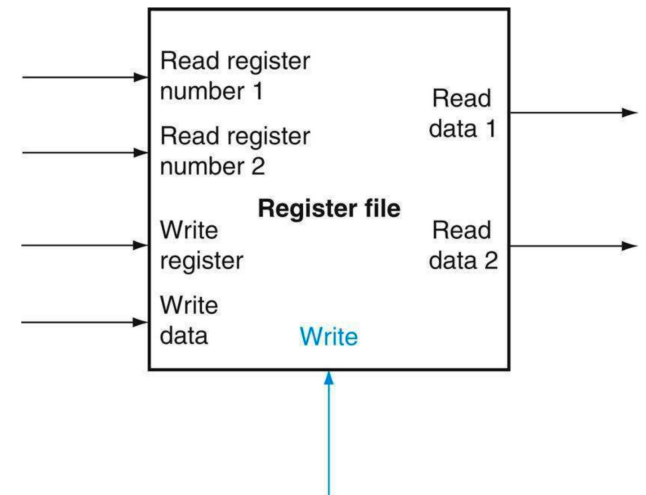 Read register
number 1
Read
data 1
Read register
number 2
Register file
Write
register
Read
data 2
Write
data
Write